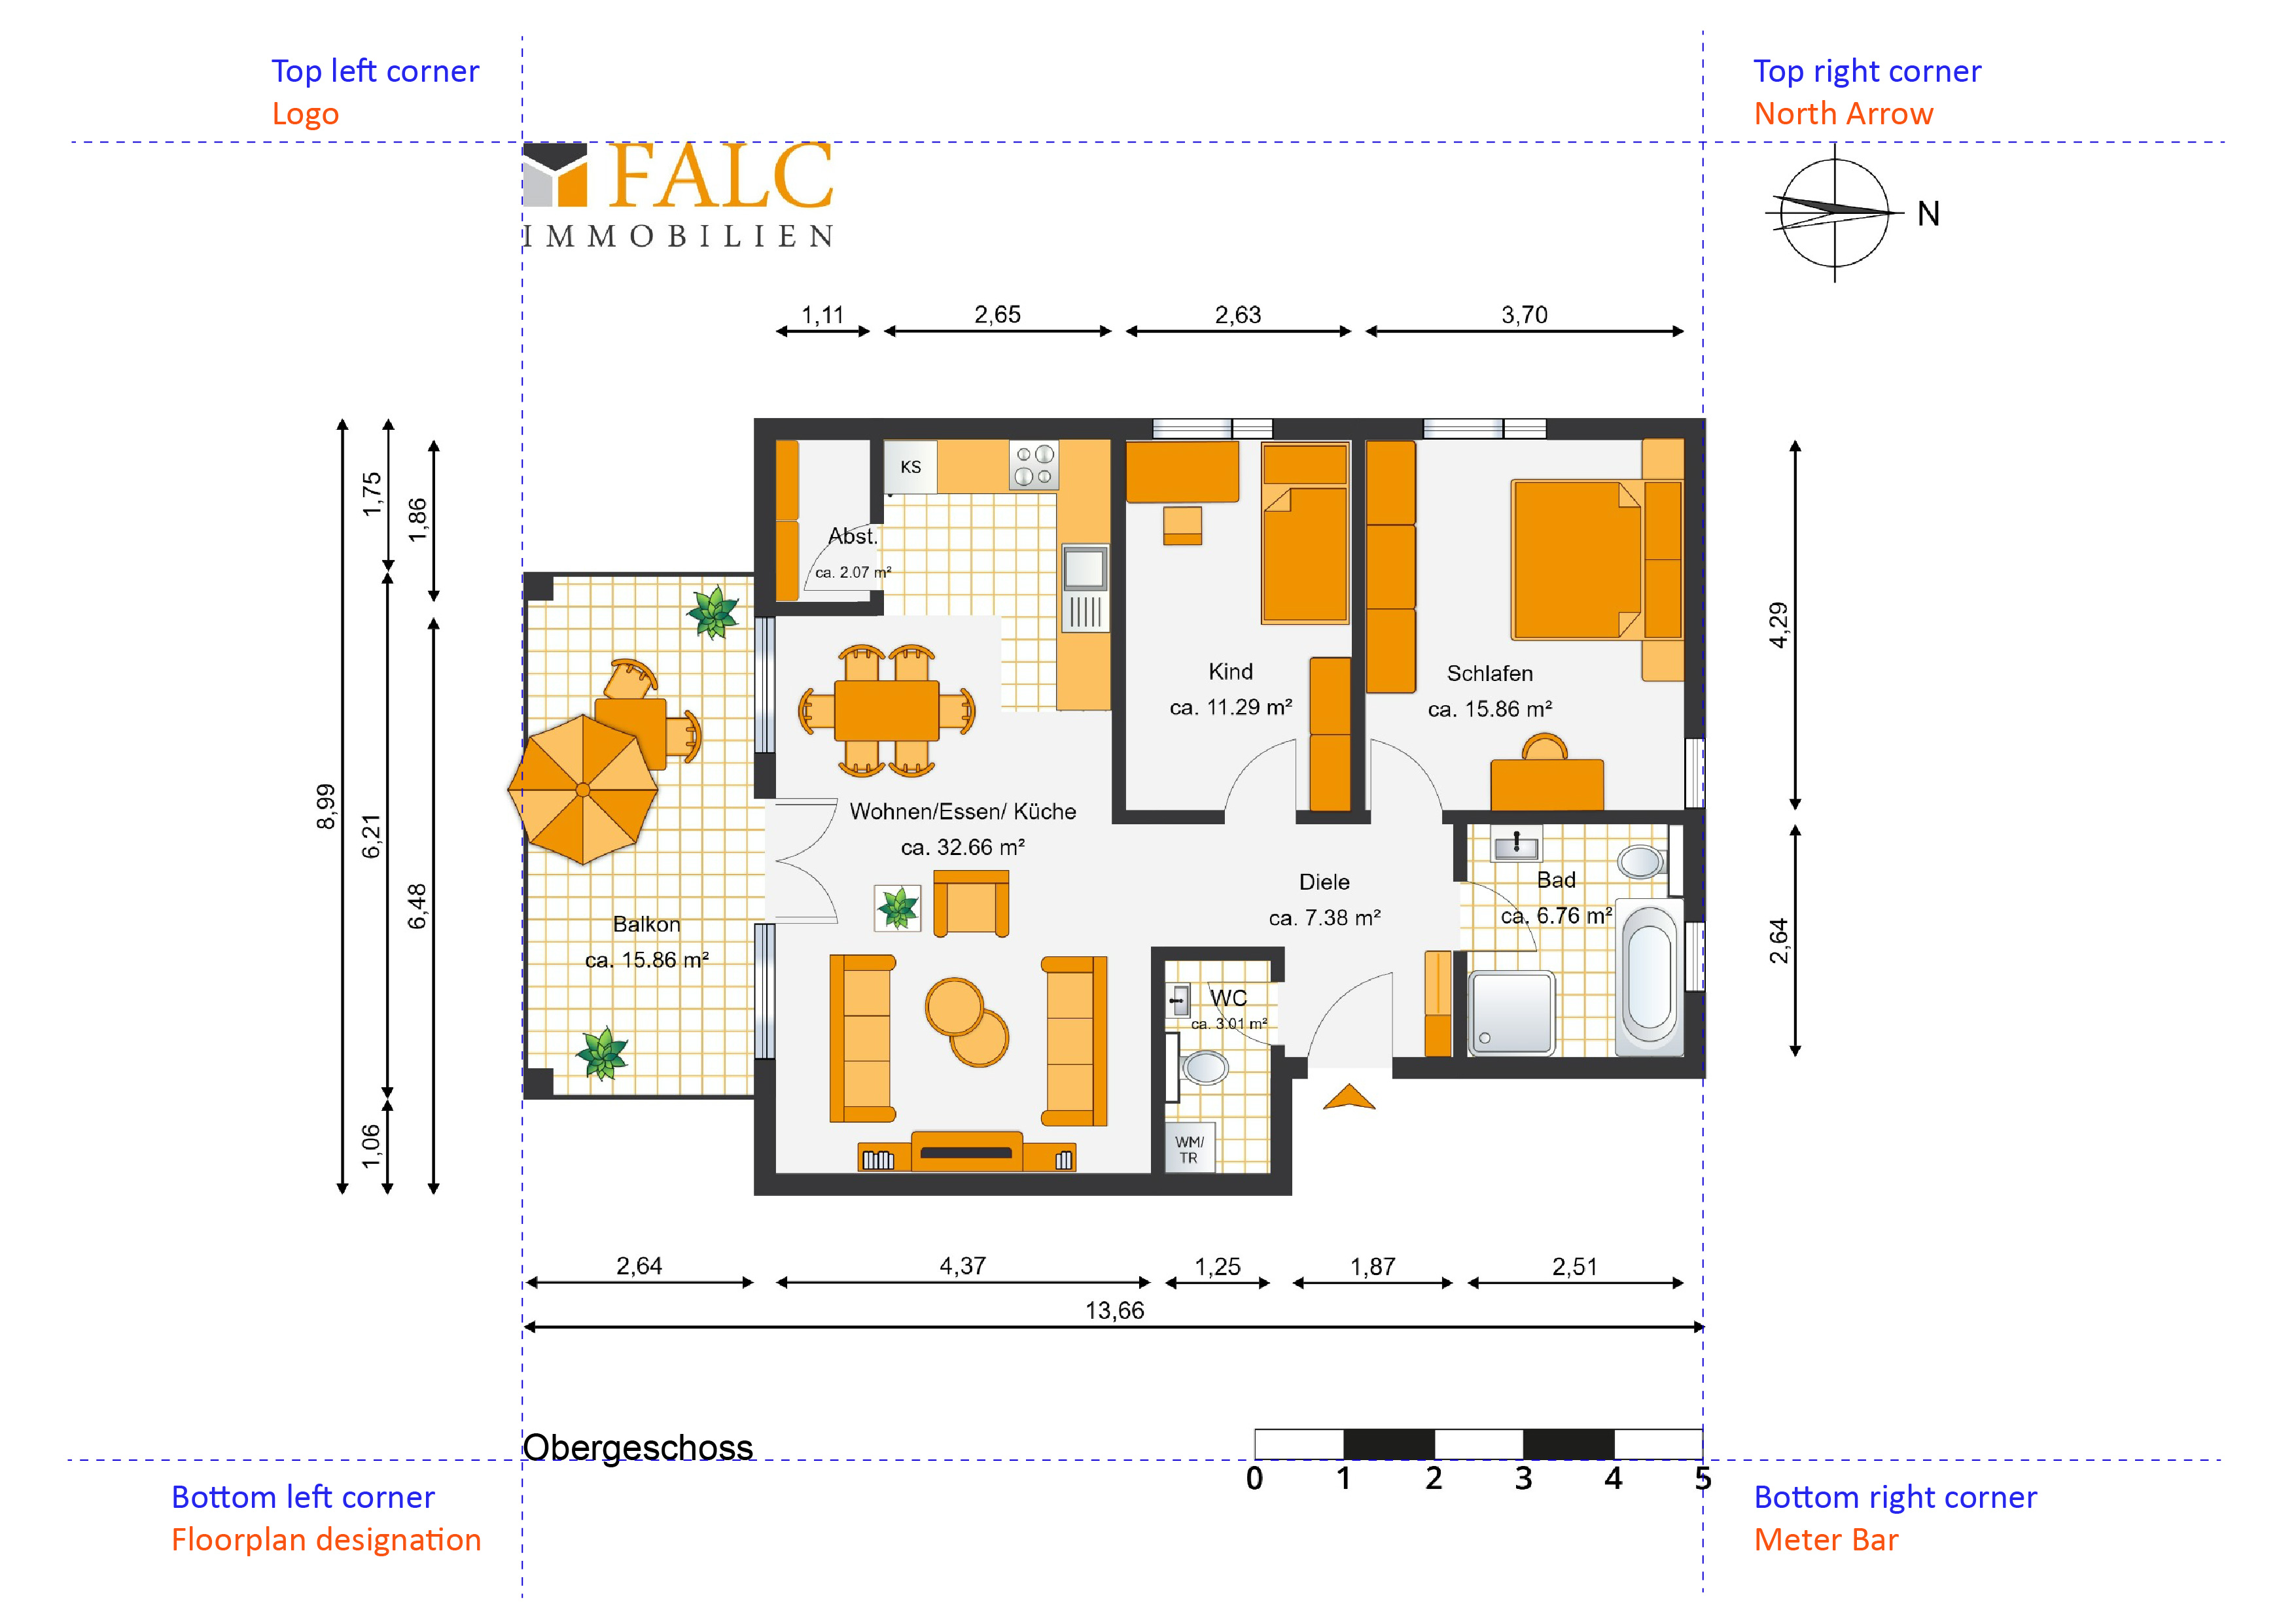 Top left corner
Logo
Top right corner
North Arrow
FALC
IMMOBILIEN
N
1,11
2,65
2,63
3,70
8,99
1,75
6,21
1,06
1,86
6,48
4,29
2,64
KS
Abst.
ca. 2.07 m²
Kind
ca. 11.29 m²
Schlafen
ca. 15.86 m²
Wohnen/Essen/ Küche
ca. 32.66 m²
Diele
ca. 7.38 m²
Bad
ca. 6.76 m²
Balkon
ca. 15.86 m²
WC
ca. 3.01 m²
WM/
TR
2,64
4,37
1,25
1,87
2,51
13,66
Obergeschoss
0 1 2 3 4 5
Bottom left corner
Floorplan designation
Bottom right corner
Meter Bar